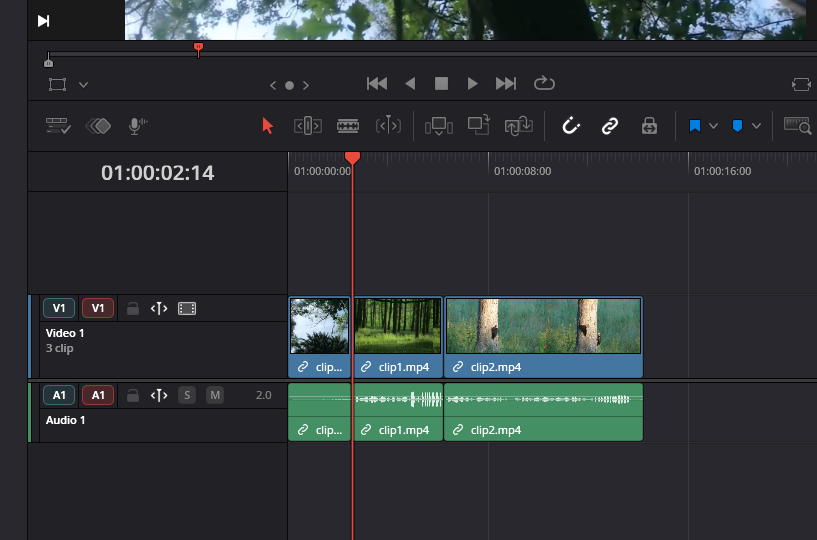 01:00:02:14
01:00:00:00
01:00:08:00
01:00:16:00
V1
V1
Video 1
3 clip
clip...
clip1.mp4
clip2.mp4
A1
A1
S
M
2.0
Audio 1
clip...
clip1.mp4
clip2.mp4